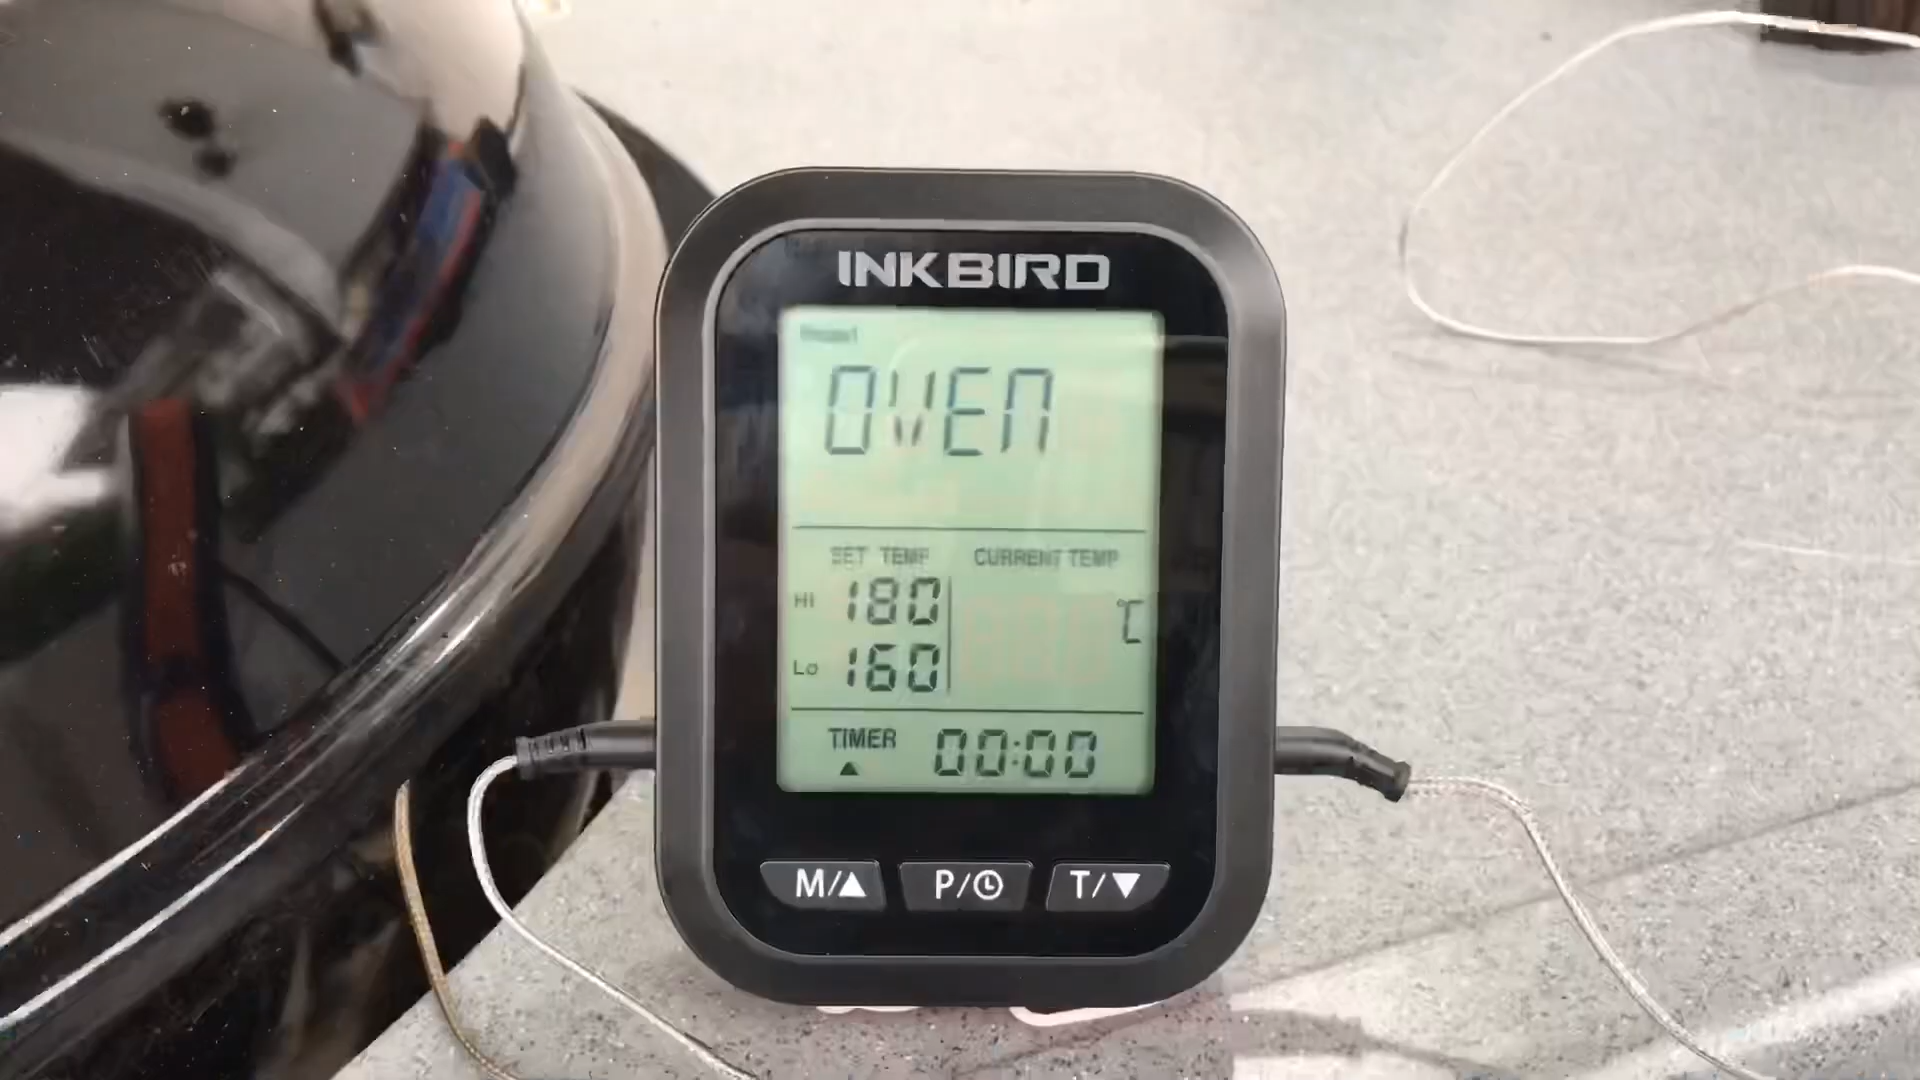 INKBIRD
OVEN
SET TEMP CURRENT TEMP
HI 180 °C
Lo 160
TIMER 00:00
M/▲ P/ T/▼